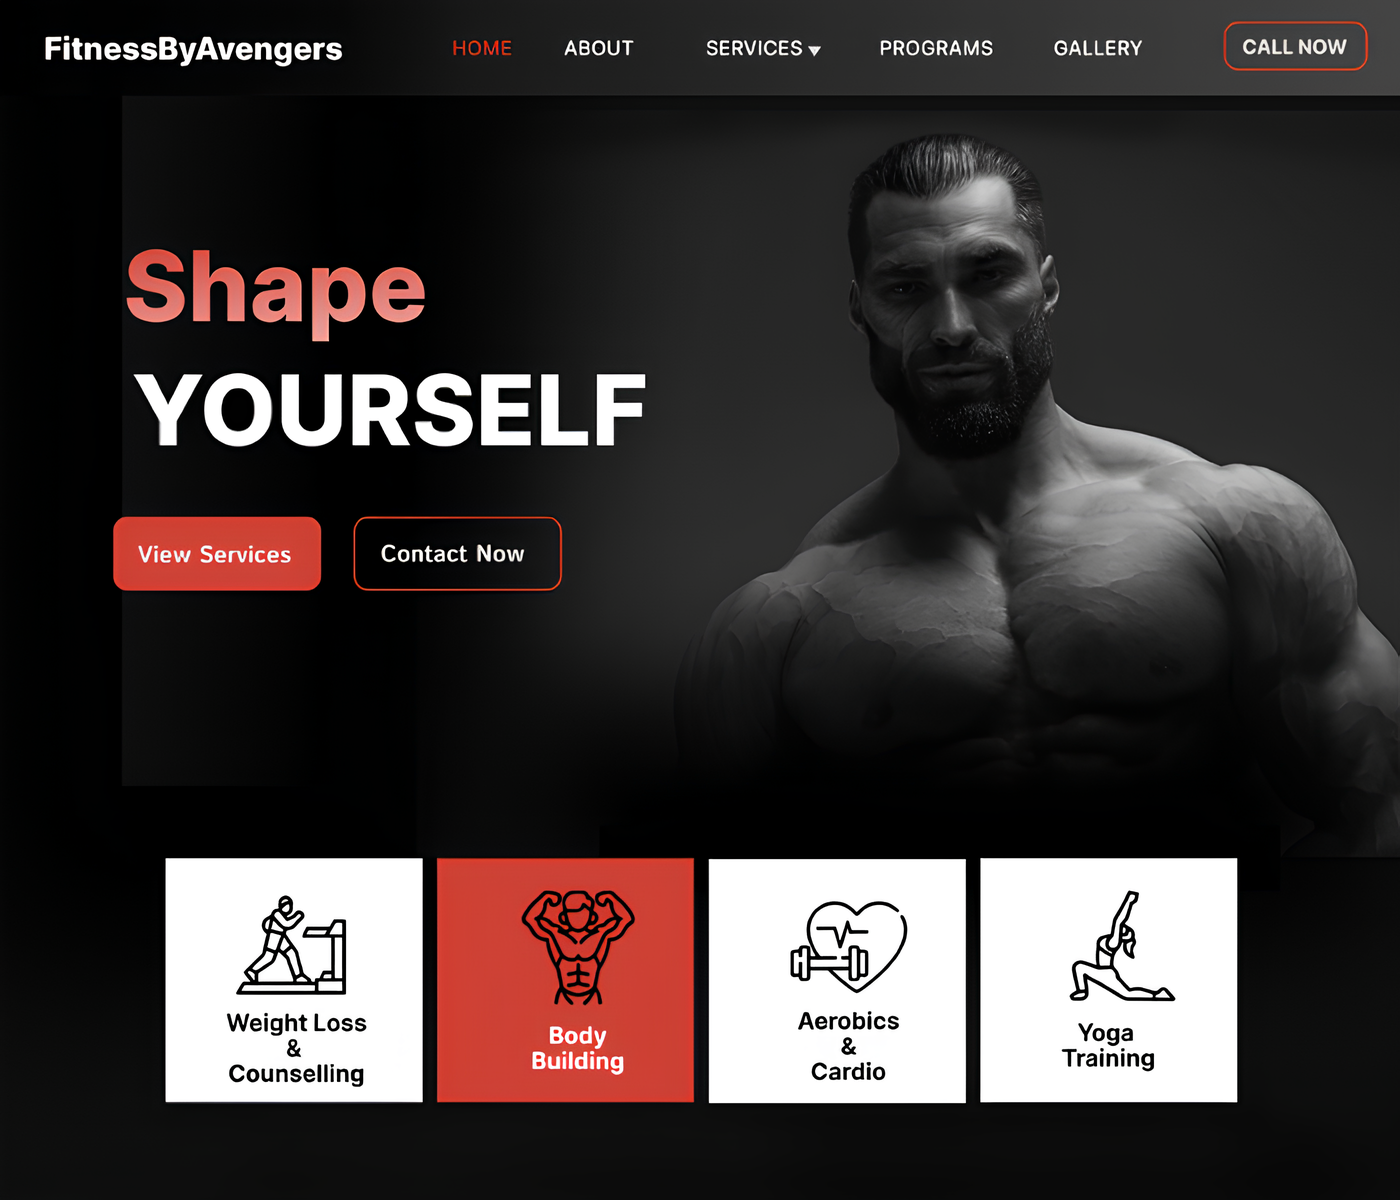 FitnessByAvengers
HOME ABOUT SERVICES PROGRAMS GALLERY CALL NOW
Shape
YOURSELF
View Services Contact Now
Weight Loss
&
Counselling
Body
Building
Aerobics
&
Cardio
Yoga
Training